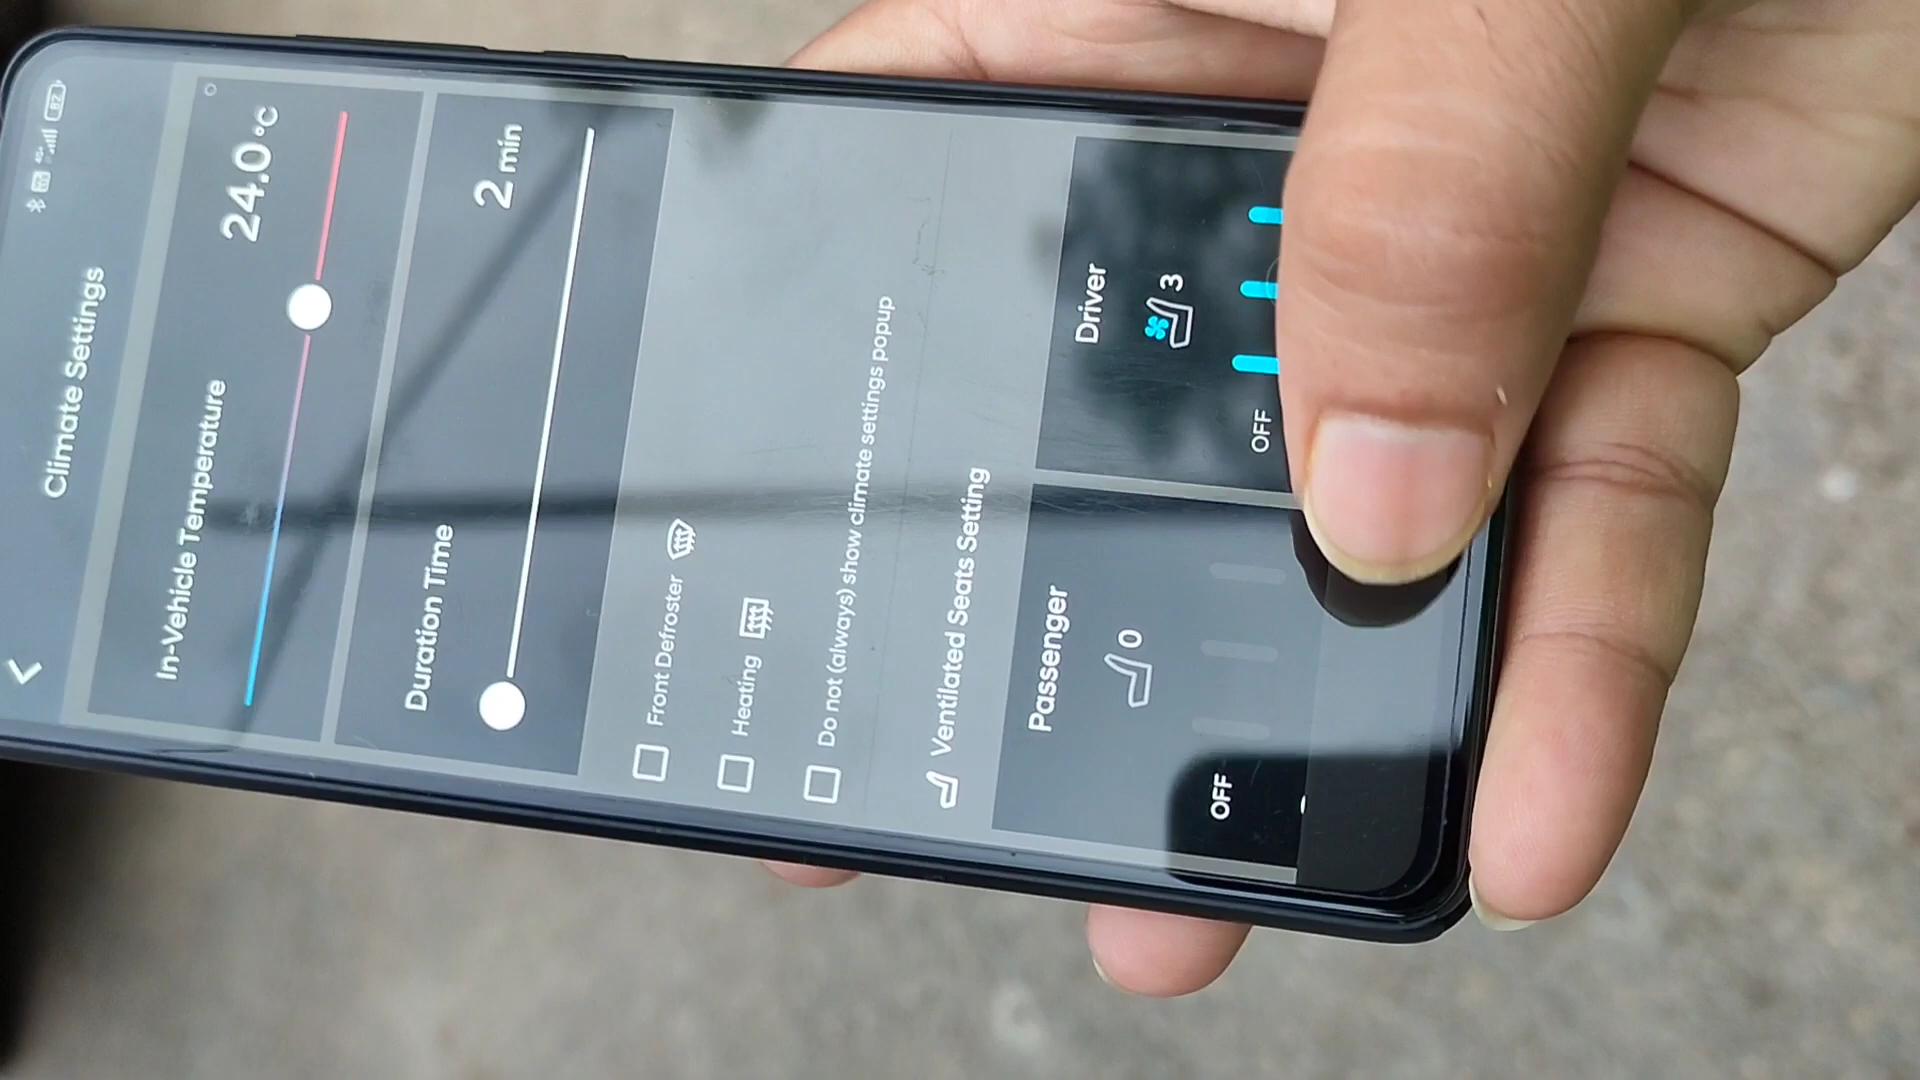 82
Climate Settings
In-Vehicle Temperature 24.0°C
Duration Time 2 min
Front Defroster
Heating
Do not (always) show climate settings popup
Ventilated Seats Setting
Passenger
0
OFF
Driver
3
OFF